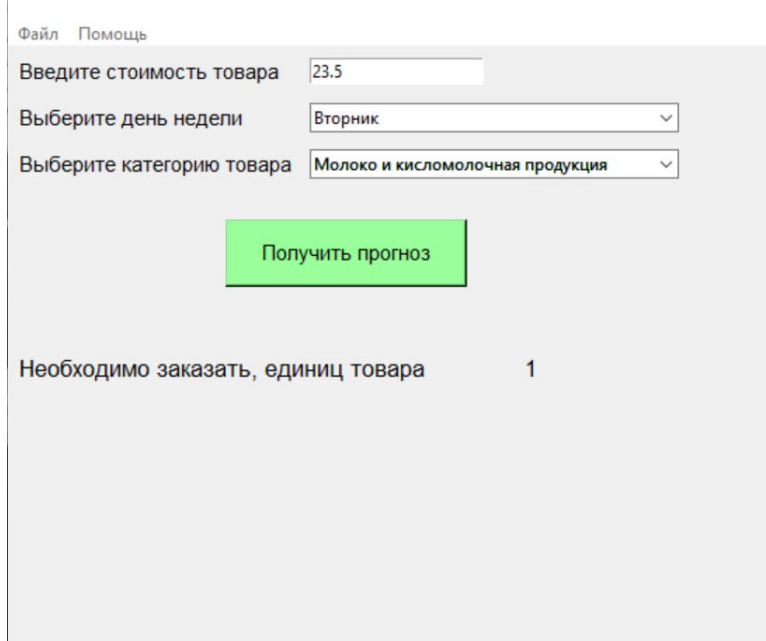 Файл Помощь
Введите стоимость товара 23.5
Выберите день недели Вторник
Выберите категорию товара Молоко и кисломолочная продукция
Получить прогноз
Необходимо заказать, единиц товара 1